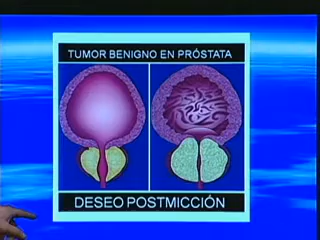 TUMOR BENIGNO EN PRÓSTATA
DESEO POSTMICCIÓN